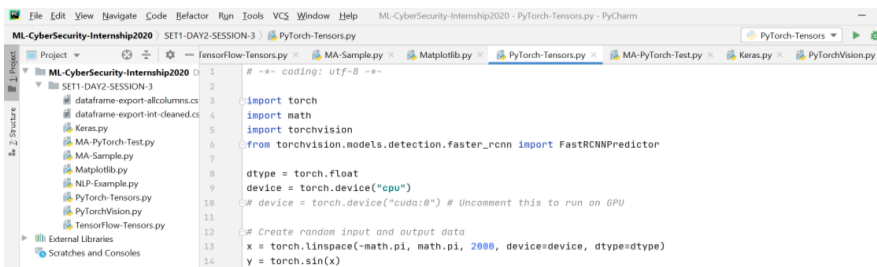 File Edit View Navigate Code Refactor Run Tools VCS Window Help ML-CyberSecurity-Internship2020 - PyTorch-Tensors.py - PyCharm
ML-CyberSecurity-Internship2020 SET1-DAY2-SESSION-3 PyTorch-Tensors.py PyTorch-Tensors
Project ensorFlow-Tensors.py MA-Sample.py Matplotlib.py PyTorch-Tensors.py MA-PyTorch-Test.py Keras.py PyTorchVision.py
1: Project
2: Structure
ML-CyberSecurity-Internship2020 D
SET1-DAY2-SESSION-3
dataframe-export-allcolumns.cs
dataframe-export-int-cleaned.cs
Keras.py
MA-PyTorch-Test.py
MA-Sample.py
Matplotlib.py
NLP-Example.py
PyTorch-Tensors.py
PyTorchVision.py
TensorFlow-Tensors.py
External Libraries
Scratches and Consoles
1 # -*- coding: utf-8 -*-
2
3 import torch
4 import math
5 import torchvision
6 from torchvision.models.detection.faster_rcnn import FastRCNNPredictor
7
8 dtype = torch.float
9 device = torch.device("cpu")
10 # device = torch.device("cuda:0") # Uncomment this to run on GPU
11
12 # Create random input and output data
13 x = torch.linspace(-math.pi, math.pi, 2000, device=device, dtype=dtype)
14 y = torch.sin(x)